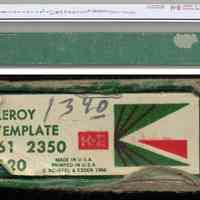 LEROY 1340
TEMPLATE
61 2350
20
MADE IN U.S.A.
PRINTED IN U.S.A.
© KEUFFEL & ESSER 1966
K+E